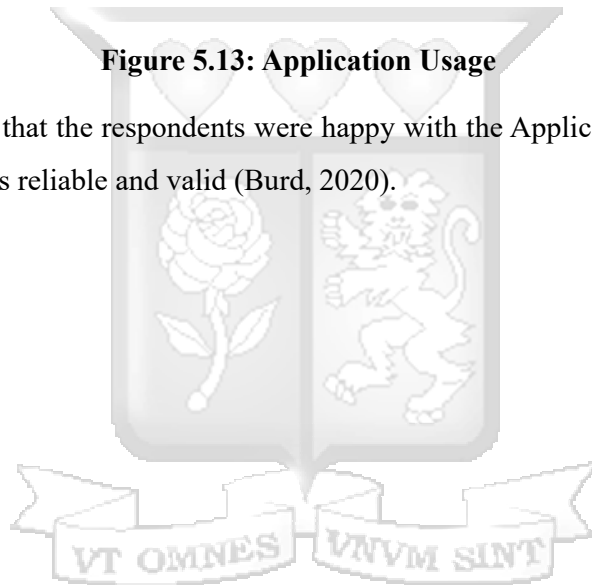 Figure 5.13: Application Usage
that the respondents were happy with the Applic
s reliable and valid (Burd, 2020).
VT OMNES VNVM SINT